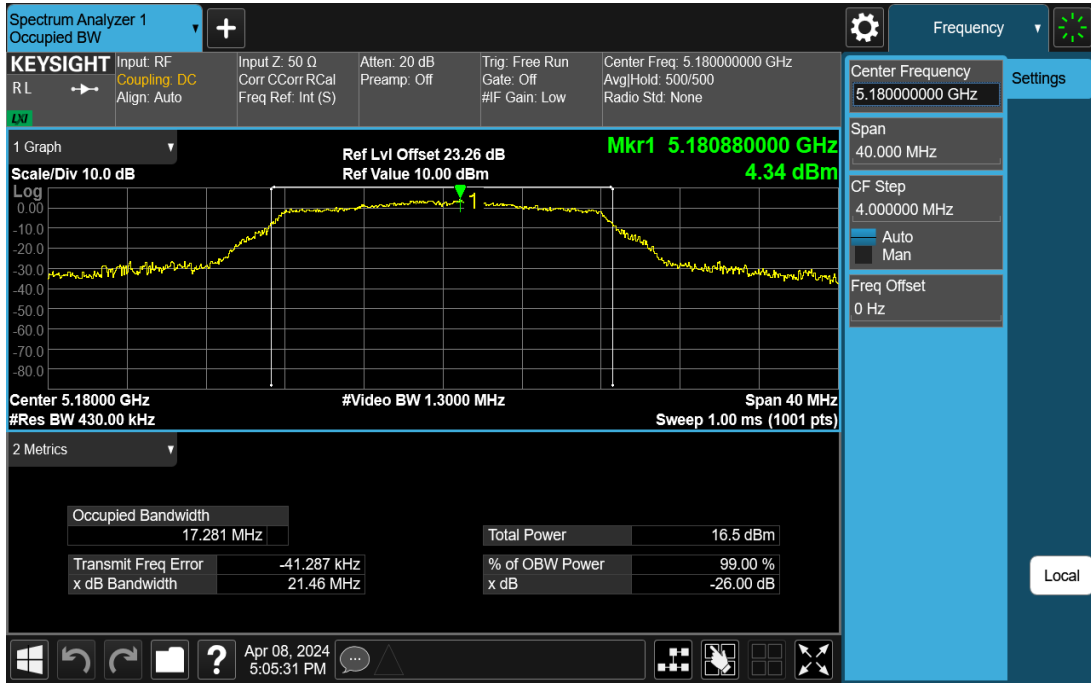 Spectrum Analyzer 1
Occupied BW
+
Frequency
KEYSIGHT
R L
LXI
Input: RF
Coupling: DC
Align: Auto
Input Z: 50 Ω
Corr CCorr RCal
Freq Ref: Int (S)
Atten: 20 dB
Preamp: Off
Trig: Free Run
Gate: Off
#IF Gain: Low
Center Freq: 5.180000000 GHz
Avg|Hold: 500/500
Radio Std: None
Center Frequency
5.180000000 GHz
Settings
Span
40.000 MHz
CF Step
4.000000 MHz
Auto
Man
Freq Offset
0 Hz
Local
1 Graph
Scale/Div 10.0 dB
Ref Lvl Offset 23.26 dB
Ref Value 10.00 dBm
Mkr1 5.180880000 GHz
4.34 dBm
Log
0.00
-10.0
-20.0
-30.0
-40.0
-50.0
-60.0
-70.0
-80.0
1
Center 5.18000 GHz
#Video BW 1.3000 MHz
Span 40 MHz
#Res BW 430.00 kHz
Sweep 1.00 ms (1001 pts)
2 Metrics
Occupied Bandwidth
17.281 MHz
Total Power 16.5 dBm
Transmit Freq Error -41.287 kHz
% of OBW Power 99.00 %
x dB Bandwidth 21.46 MHz
x dB -26.00 dB
?
Apr 08, 2024
5:05:31 PM